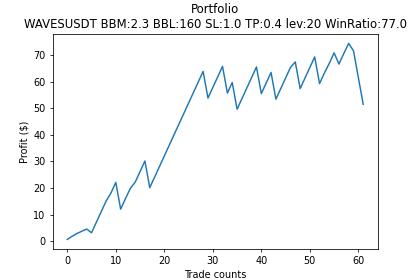 Portfolio
WAVESUSDT BBM:2.3 BBL:160 SL:1.0 TP:0.4 lev:20 WinRatio:77.0
Profit ($)
70
60
50
40
30
20
10
0
0 10 20 30 40 50 60
Trade counts